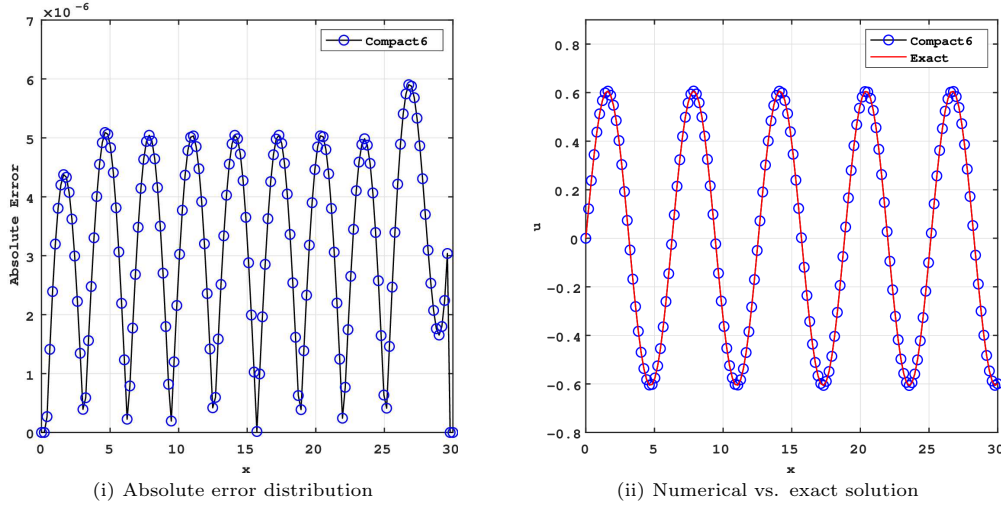 7 × 10⁻⁶
6
5
4
3
2
1
0
Absolute Error
Compact6
0 5 10 15 20 25 30
x
(i) Absolute error distribution
0.8
0.6
0.4
0.2
0
−0.2
−0.4
−0.6
−0.8
u
Compact6
Exact
0 5 10 15 20 25 30
x
(ii) Numerical vs. exact solution